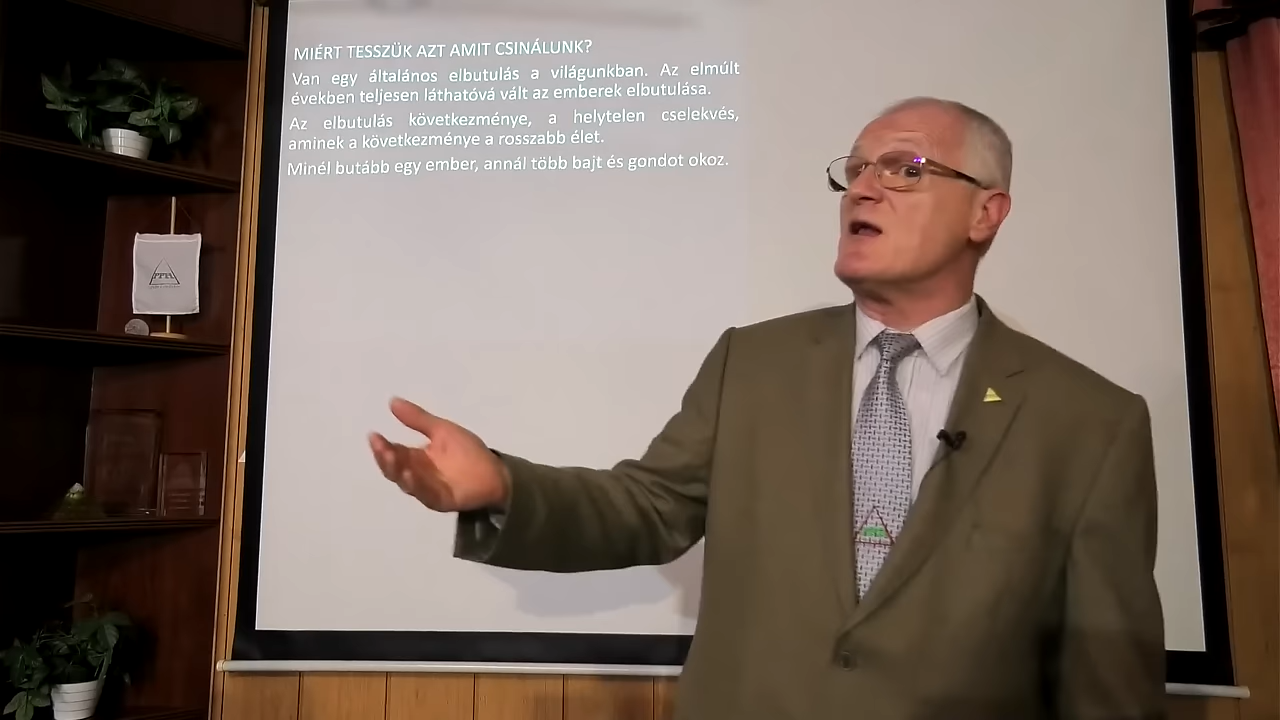 MIÉRT TESSZÜK AZT AMIT CSINÁLUNK?
Van egy általános elbutulás a világunkban. Az elmúlt
években teljesen láthatóvá vált az emberek elbutulása.
Az elbutulás következménye, a helytelen cselekvés,
aminek a következménye a rosszabb élet.
Minél butább egy ember, annál több bajt és gondot okoz.